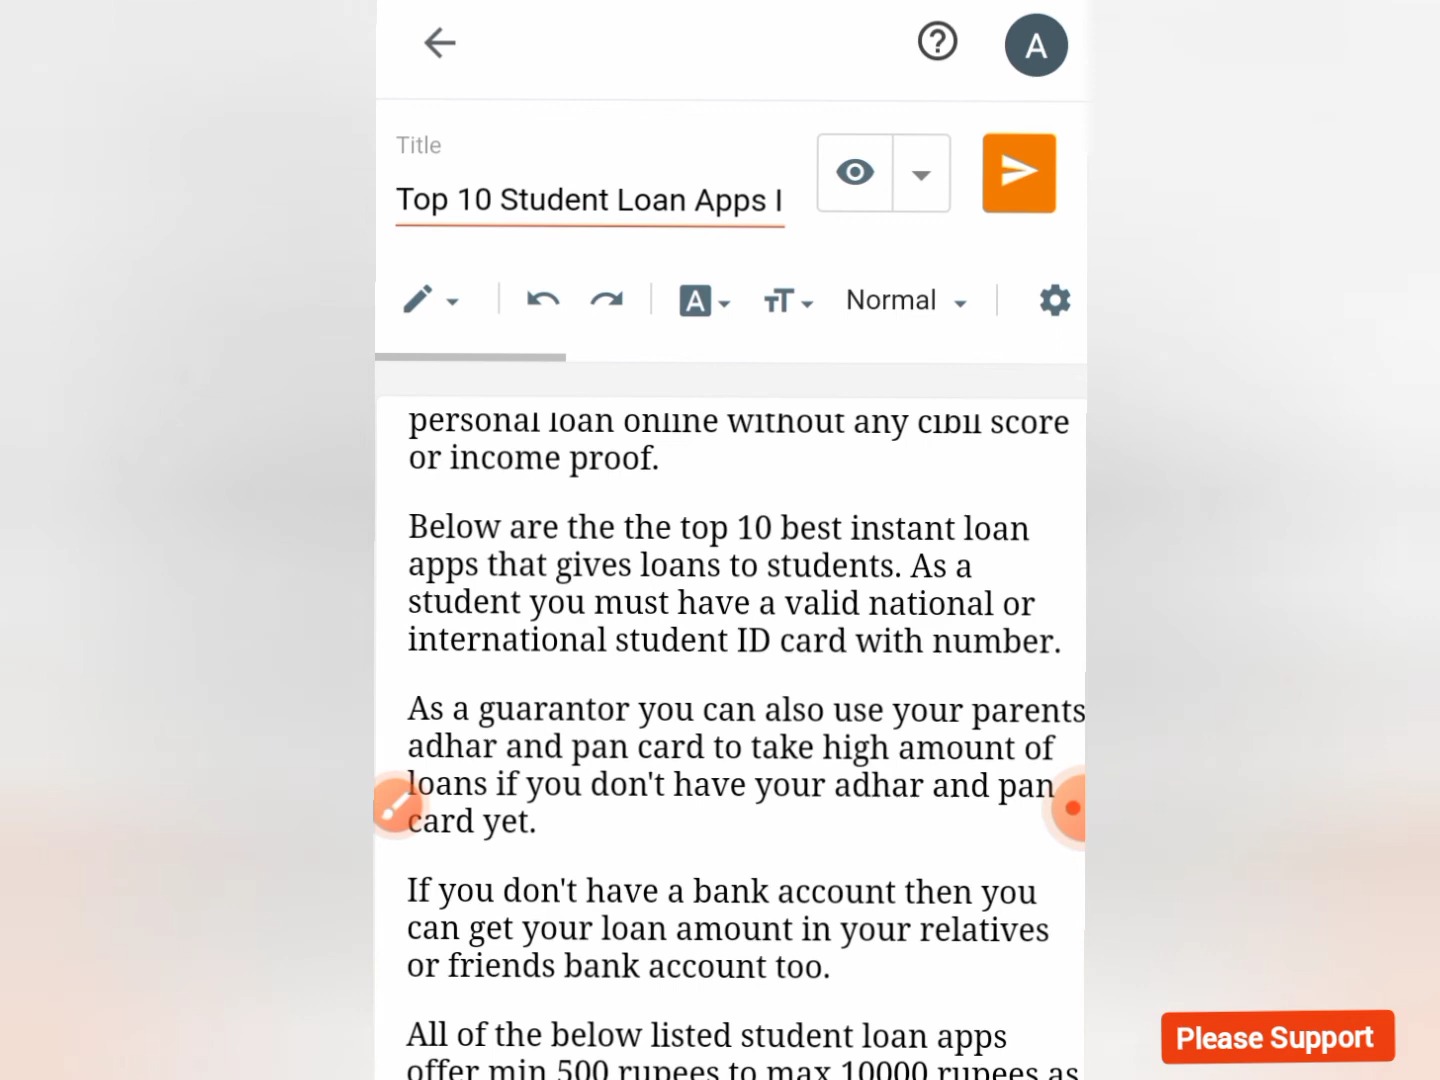 A
Title
Top 10 Student Loan Apps I
A
Normal
personal loan online without any cibil score
or income proof.
Below are the the top 10 best instant loan
apps that gives loans to students. As a
student you must have a valid national or
international student ID card with number.
As a guarantor you can also use your parents
adhar and pan card to take high amount of
loans if you don't have your adhar and pan
card yet.
If you don't have a bank account then you
can get your loan amount in your relatives
or friends bank account too.
All of the below listed student loan apps
offer min 500 rupees to max 10000 rupees as
Please Support